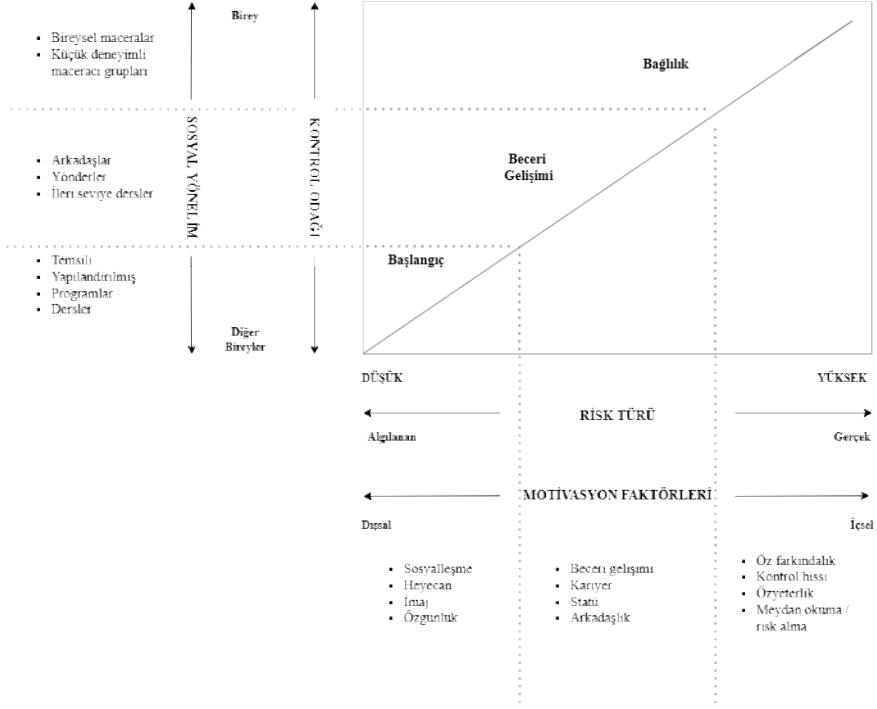 Birey
Bireysel maceralar
Küçük deneyimli
maceracı grupları
Bağlılık
SOSYAL YÖNELİM
KONTROL ODAĞI
Arkadaşlar
Yönderler
İleri seviye dersler
Beceri
Gelişimi
Temsili
Yapılandırılmış
Programlar
Dersler
Başlangıç
Diğer
Bireyler
DÜŞÜK
YÜKSEK
RİSK TÜRÜ
Algılanan
Gerçek
MOTİVASYON FAKTÖRLERİ
Dışsal
İçsel
Sosyalleşme
Heyecan
İmaj
Özgünlük
Beceri gelişimi
Kariyer
Statü
Arkadaşlık
Öz farkındalık
Kontrol hissi
Özyeterlik
Meydan okuma /
risk alma